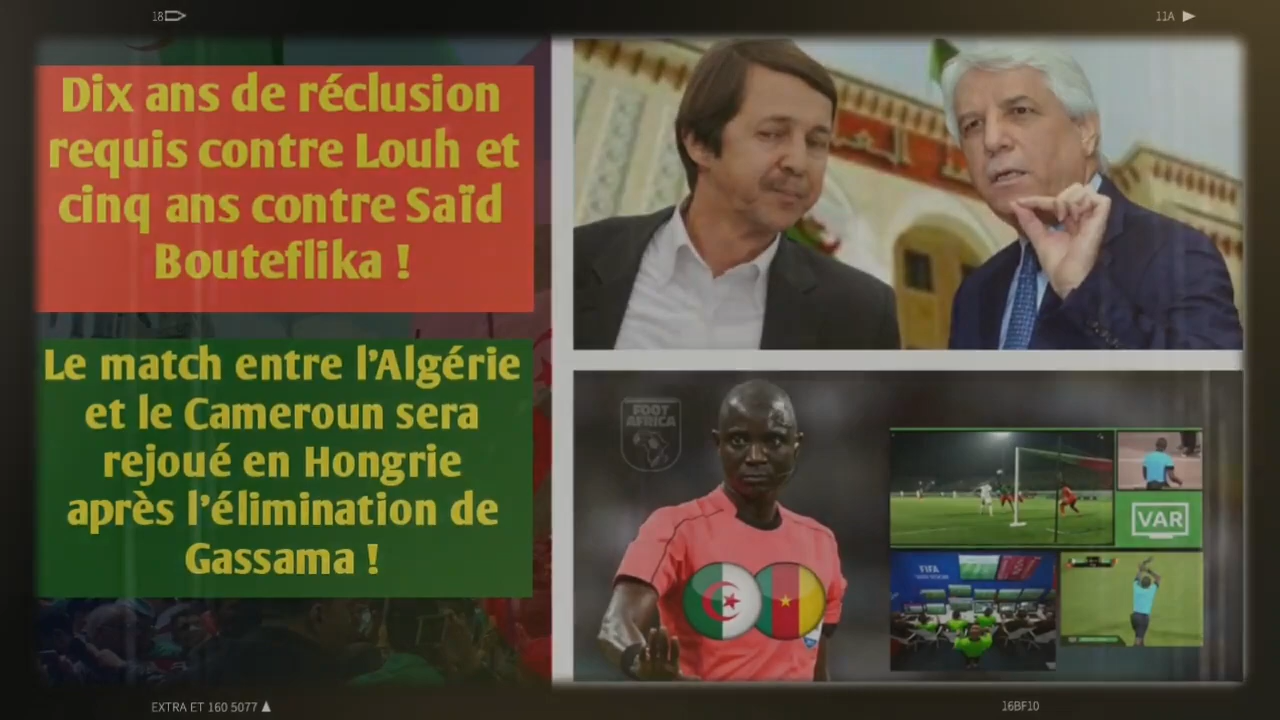 18
11A
Dix ans de réclusion
requis contre Louh et
cinq ans contre Saïd
Bouteflika !
Le match entre l'Algérie
et le Cameroun sera
rejoué en Hongrie
après l'élimination de
Gassama !
FOOT
AFRICA
VAR
FIFA
EXTRA ET 160 5077
16BF10